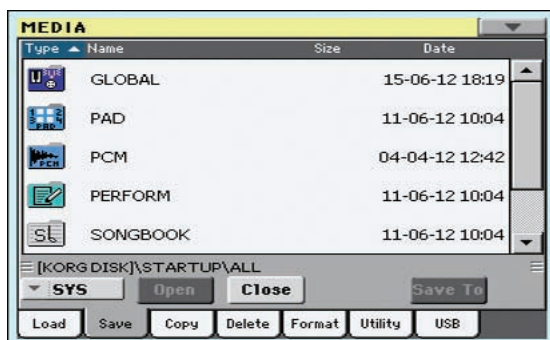 MEDIA
Type Name Size Date
GLOBAL 15-06-12 18:19
PAD 11-06-12 10:04
PCM 04-04-12 12:42
PERFORM 11-06-12 10:04
SONGBOOK 11-06-12 10:04
[KORG DISK]\STARTUP\ALL
SYS Open Close Save To
Load Save Copy Delete Format Utility USB